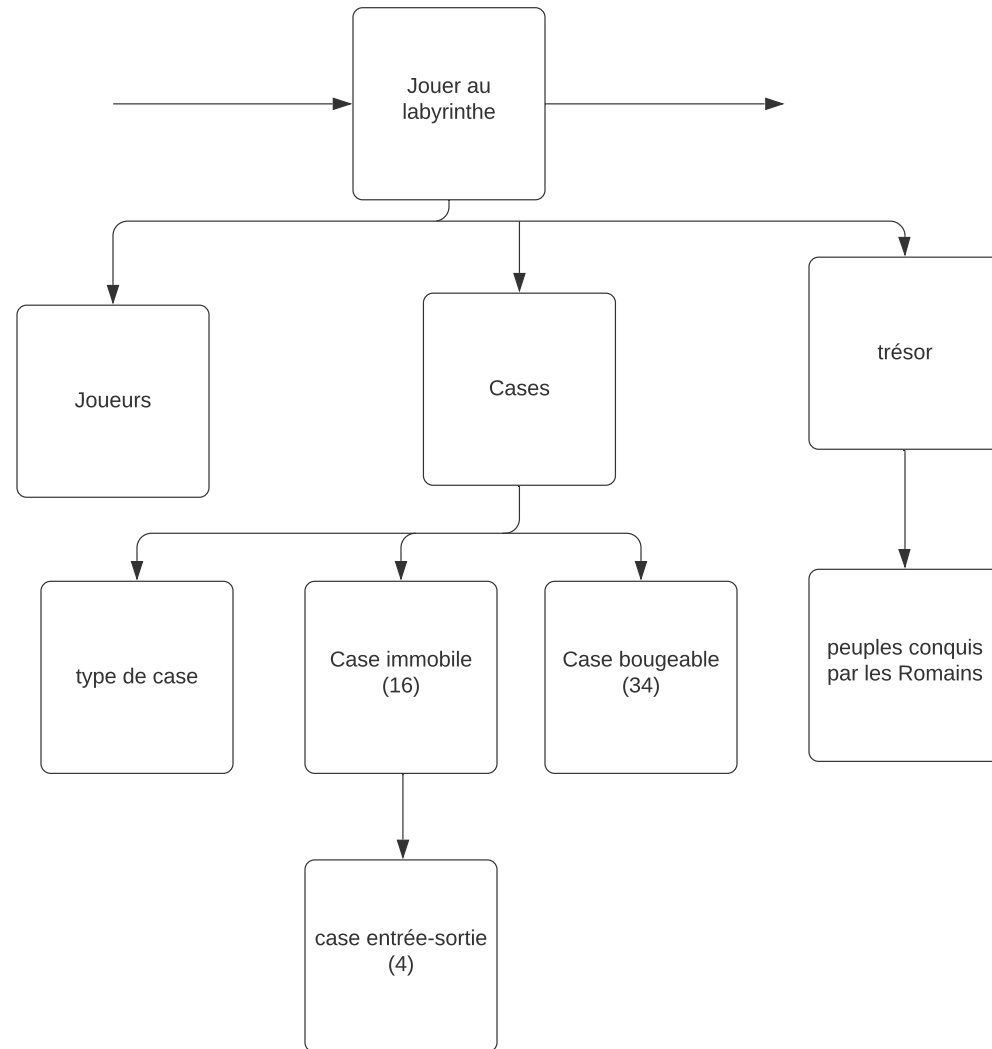 Jouer au
labyrinthe
Joueurs
Cases
trésor
type de case
Case immobile
(16)
Case bougeable
(34)
peuples conquis
par les Romains
case entrée-sortie
(4)